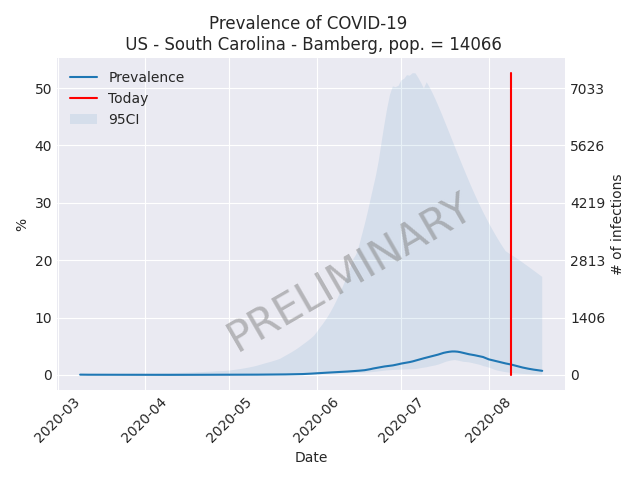 Prevalence of COVID-19
US - South Carolina - Bamberg, pop. = 14066
Prevalence
Today
95CI
50
40
30
20
10
0
%
7033
5626
4219
2813
1406
0
# of infections
PRELIMINARY
2020-03
2020-04
2020-05
2020-06
2020-07
2020-08
Date